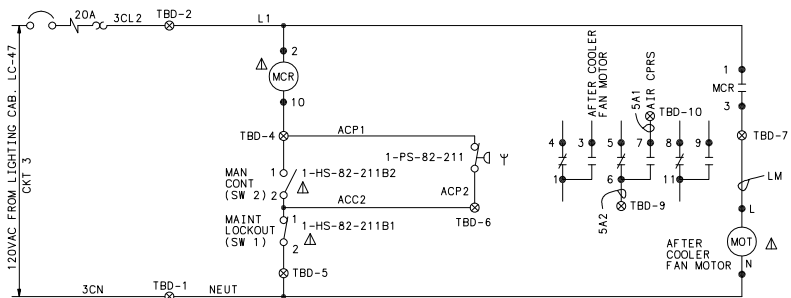 20A
3CL2
TBD-2
L1
120VAC FROM LIGHTING CAB. LC-47
CKT 3
2
MCR
10
TBD-4
ACP1
1-PS-82-211
ACP2
TBD-6
MAN
CONT
(SW 2)
1
2
1-HS-82-211B2
ACC2
MAINT
LOCKOUT
(SW 1)
1
2
1-HS-82-211B1
TBD-5
3CN
TBD-1
NEUT
AFTER COOLER
FAN MOTOR
5A1
AIR CPRS
TBD-10
4
3
5
7
8
9
1
6
11
5A2
TBD-9
1
MCR
3
TBD-7
LM
L
MOT
N
AFTER
COOLER
FAN MOTOR